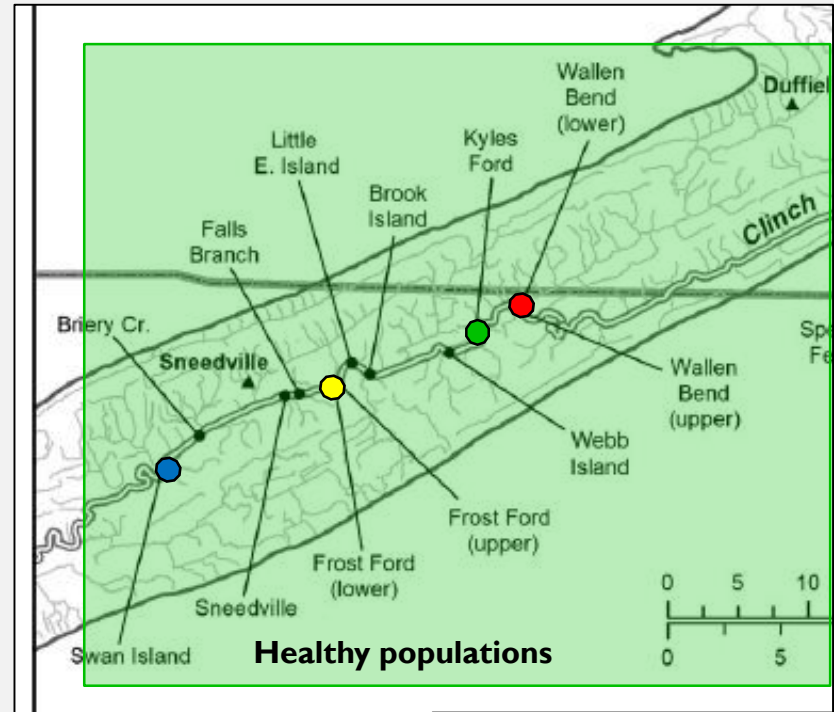 Wallen
Bend
(lower)
Duffiel
Little
E. Island
Kyles
Ford
Brook
Island
Clinch
Falls
Branch
Briery Cr.
Sneedville
Wallen
Bend
(upper)
Webb
Island
Frost Ford
(upper)
Frost Ford
(lower)
Sneedville
Swan Island
Healthy populations
0 5 10
0 5